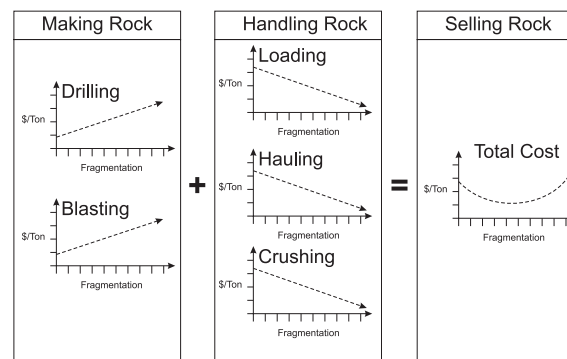 Making Rock
Drilling
$/Ton
Fragmentation
Blasting
$/Ton
Fragmentation
+
Handling Rock
Loading
$/Ton
Fragmentation
Hauling
$/Ton
Fragmentation
Crushing
$/Ton
Fragmentation
=
Selling Rock
Total Cost
$/Ton
Fragmentation